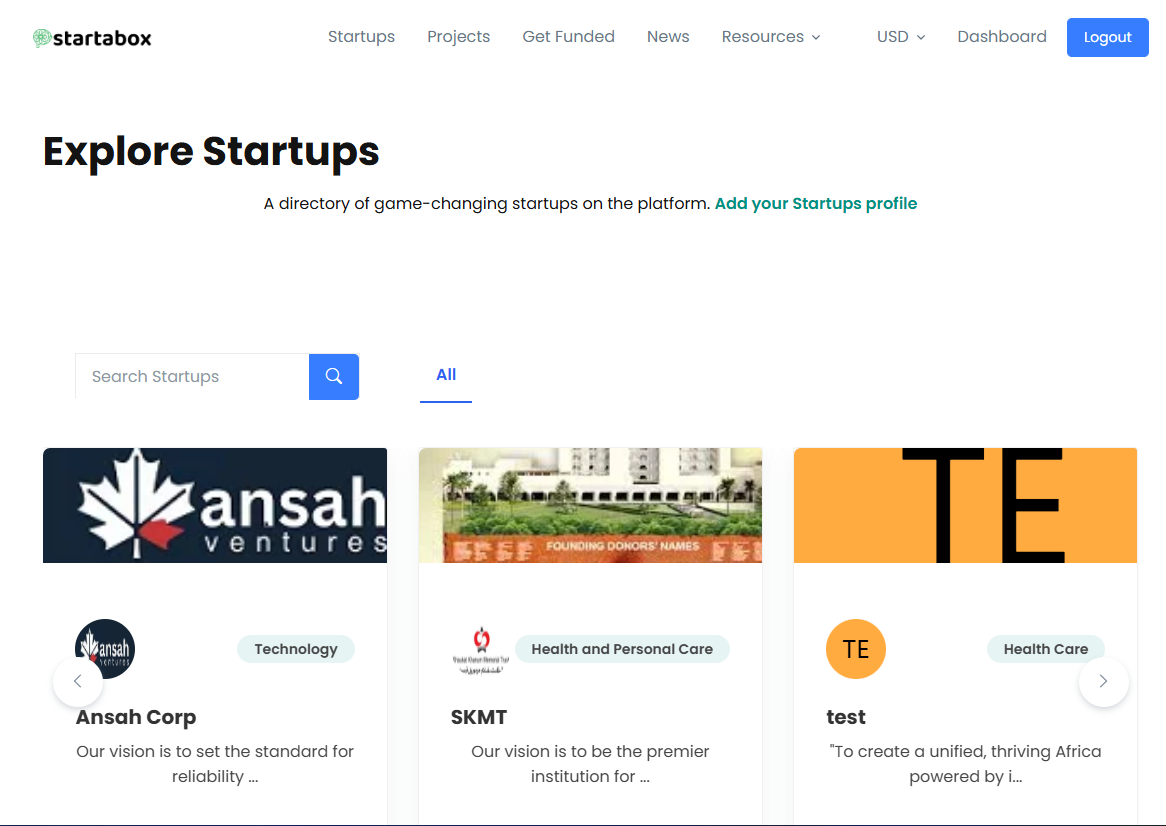 startabox
Startups Projects Get Funded News Resources USD Dashboard Logout
Explore Startups
A directory of game-changing startups on the platform. Add your Startups profile
Search Startups
All
ansah
ventures
FOUNDING DONORS' NAMES
TE
ansah
ventures
Technology
Health and Personal Care
TE
Health Care
Ansah Corp
Our vision is to set the standard for
reliability ...
SKMT
Our vision is to be the premier
institution for ...
test
"To create a unified, thriving Africa
powered by i...